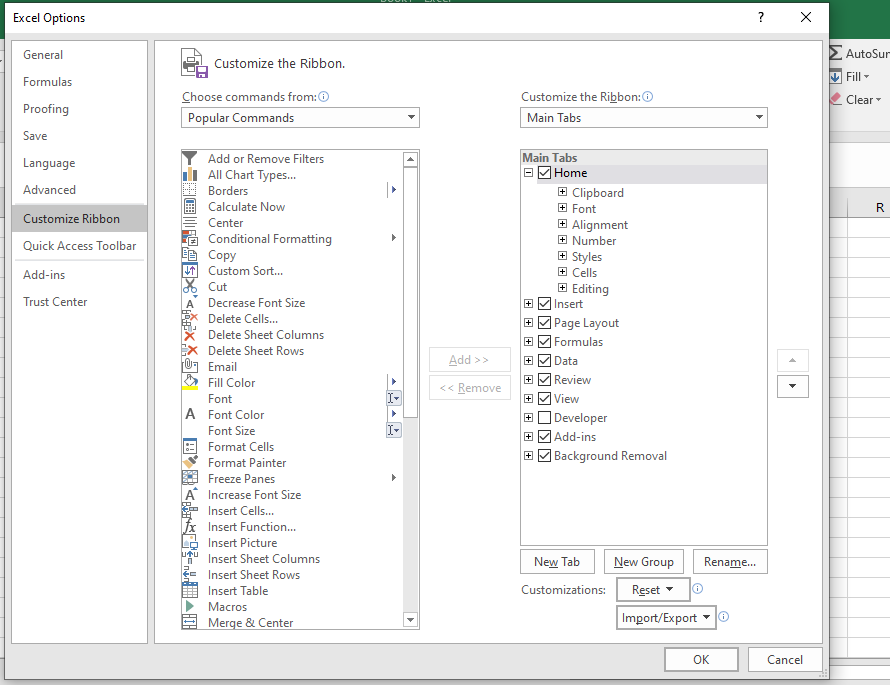 Excel Options
?
General
Formulas
Proofing
Save
Language
Advanced
Customize Ribbon
Quick Access Toolbar
Add-ins
Trust Center
Customize the Ribbon.
Choose commands from:
Popular Commands
Add or Remove Filters
All Chart Types...
Borders
Calculate Now
Center
Conditional Formatting
Copy
Custom Sort...
Cut
Decrease Font Size
Delete Cells...
Delete Sheet Columns
Delete Sheet Rows
Email
Fill Color
Font
Font Color
Font Size
Format Cells
Format Painter
Freeze Panes
Increase Font Size
Insert Cells...
Insert Function...
Insert Picture
Insert Sheet Columns
Insert Sheet Rows
Insert Table
Macros
Merge & Center
Add >>
<< Remove
Customize the Ribbon:
Main Tabs
Main Tabs
Home
Clipboard
Font
Alignment
Number
Styles
Cells
Editing
Insert
Page Layout
Formulas
Data
Review
View
Developer
Add-ins
Background Removal
New Tab
New Group
Rename...
Customizations:
Reset
Import/Export
OK
Cancel
AutoSum
Fill
Clear
R